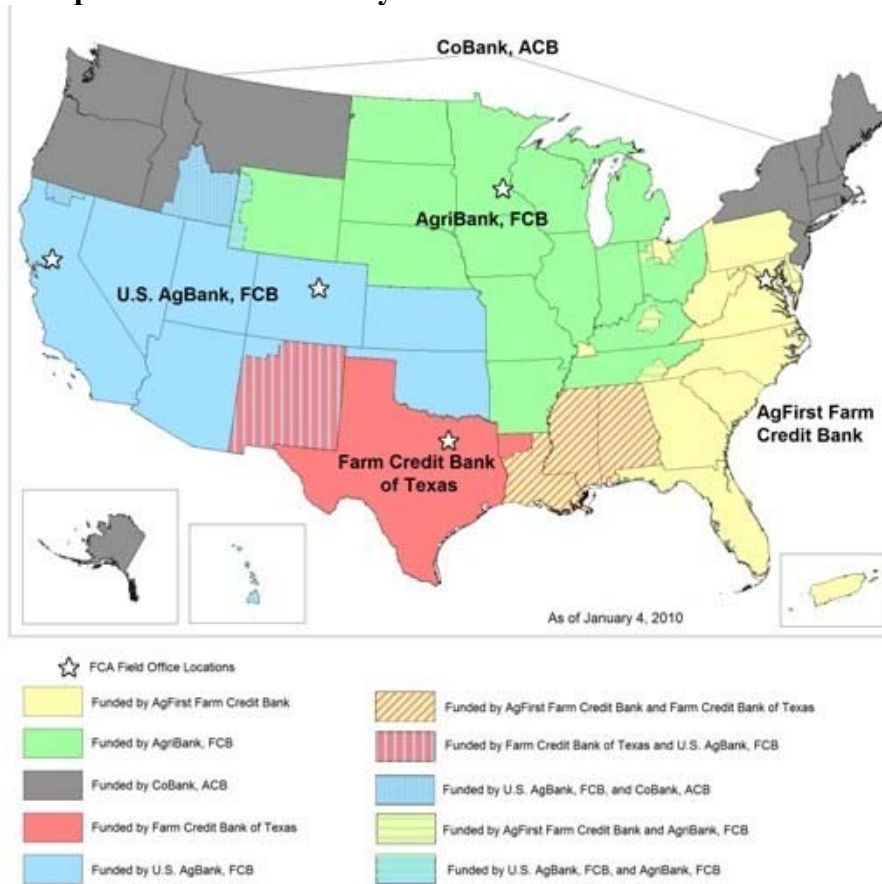 CoBank, ACB
AgriBank, FCB
U.S. AgBank, FCB
AgFirst Farm
Credit Bank
Farm Credit Bank
of Texas
As of January 4, 2010
FCA Field Office Locations
Funded by AgFirst Farm Credit Bank
Funded by AgriBank, FCB
Funded by CoBank, ACB
Funded by Farm Credit Bank of Texas
Funded by U.S. AgBank, FCB
Funded by AgFirst Farm Credit Bank and Farm Credit Bank of Texas
Funded by Farm Credit Bank of Texas and U.S. AgBank, FCB
Funded by U.S. AgBank, FCB, and CoBank, ACB
Funded by AgFirst Farm Credit Bank and AgriBank, FCB
Funded by U.S. AgBank, FCB, and AgriBank, FCB